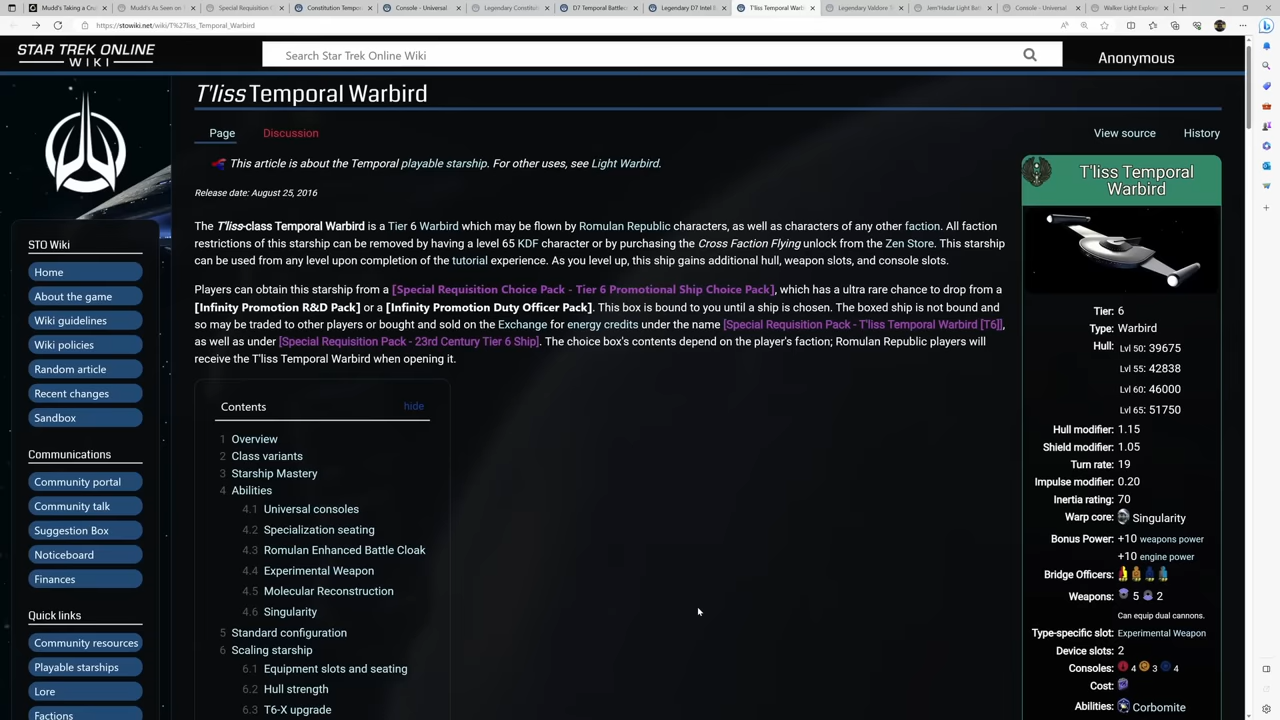 Mudd's Taking a Crua
Mudd's As Seen on
Special Requisition C
Constitution Tempor
Console - Universal
Legendary Constitut
D7 Temporal Battlec
Legendary D7 Intel B
T'liss Temporal Warb
Legendary Valdore T
Jem'Hadar Light Bat
Console - Universal
Walker Light Explor
https://stowiki.net/wiki/T%27liss_Temporal_Warbird
STAR TREK ONLINE
WIKI
Search Star Trek Online Wiki
Anonymous
T'liss Temporal Warbird
Page
Discussion
View source
History
This article is about the Temporal playable starship. For other uses, see Light Warbird.
Release date: August 25, 2016
The T'liss-class Temporal Warbird is a Tier 6 Warbird which may be flown by Romulan Republic characters, as well as characters of any other faction. All faction
restrictions of this starship can be removed by having a level 65 KDF character or by purchasing the Cross Faction Flying unlock from the Zen Store. This starship
can be used from any level upon completion of the tutorial experience. As you level up, this ship gains additional hull, weapon slots, and console slots.
Players can obtain this starship from a [Special Requisition Choice Pack - Tier 6 Promotional Ship Choice Pack], which has a ultra rare chance to drop from a
[Infinity Promotion R&D Pack] or a [Infinity Promotion Duty Officer Pack]. This box is bound to you until a ship is chosen. The boxed ship is not bound and
so may be traded to other players or bought and sold on the Exchange for energy credits under the name [Special Requisition Pack - T'liss Temporal Warbird [T6]],
as well as under [Special Requisition Pack - 23rd Century Tier 6 Ship]. The choice box's contents depend on the player's faction; Romulan Republic players will
receive the T'liss Temporal Warbird when opening it.
STO Wiki
Home
About the game
Wiki guidelines
Wiki policies
Random article
Recent changes
Sandbox
Communications
Community portal
Community talk
Suggestion Box
Noticeboard
Finances
Quick links
Community resources
Playable starships
Lore
Factions
Contents hide
1 Overview
2 Class variants
3 Starship Mastery
4 Abilities
4.1 Universal consoles
4.2 Specialization seating
4.3 Romulan Enhanced Battle Cloak
4.4 Experimental Weapon
4.5 Molecular Reconstruction
4.6 Singularity
5 Standard configuration
6 Scaling starship
6.1 Equipment slots and seating
6.2 Hull strength
6.3 T6-X upgrade
T'liss Temporal
Warbird
Tier: 6
Type: Warbird
Hull: Lvl 50: 39675
Lvl 55: 42838
Lvl 60: 46000
Lvl 65: 51750
Hull modifier: 1.15
Shield modifier: 1.05
Turn rate: 19
Impulse modifier: 0.20
Inertia rating: 70
Warp core: Singularity
Bonus Power: +10 weapons power
+10 engine power
Bridge Officers:
Weapons: 5 2
Can equip dual cannons.
Type-specific slot: Experimental Weapon
Device slots: 2
Consoles: 4 3 4
Cost:
Abilities: Corbomite